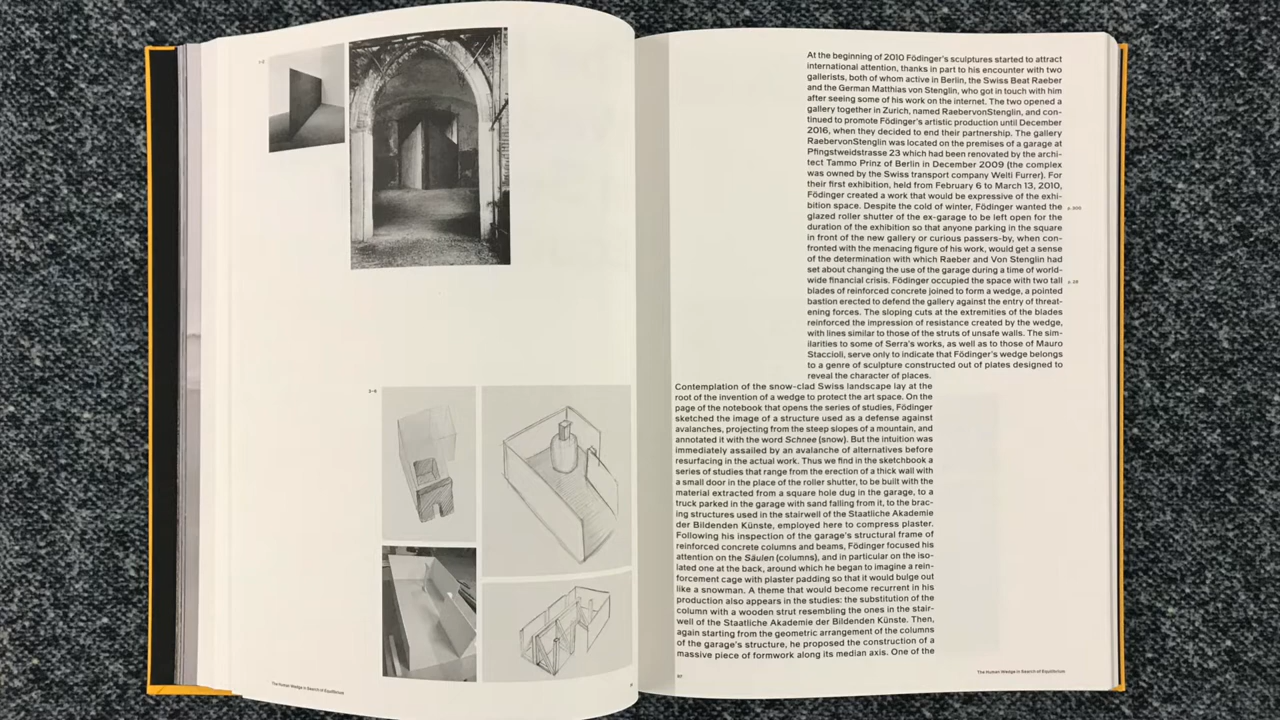 1-2
3-6
The Human Wedge in Search of Equilibrium
At the beginning of 2010 Födinger's sculptures started to attract
international attention, thanks in part to his encounter with two
gallerists, both of whom active in Berlin, the Swiss Beat Raeber
and the German Matthias von Stenglin, who got in touch with him
after seeing some of his work on the internet. The two opened a
gallery together in Zurich, named RaebervonStenglin, and con-
tinued to promote Födinger's artistic production until December
2016, when they decided to end their partnership. The gallery
RaebervonStenglin was located on the premises of a garage at
Pfingstweidstrasse 23 which had been renovated by the archi-
tect Tammo Prinz of Berlin in December 2009 (the complex
was owned by the Swiss transport company Welti Furrer). For
their first exhibition, held from February 6 to March 13, 2010,
Födinger created a work that would be expressive of the exhi-
bition space. Despite the cold of winter, Födinger wanted the
glazed roller shutter of the ex-garage to be left open for the
duration of the exhibition so that anyone parking in the square
in front of the new gallery or curious passers-by, when con-
fronted with the menacing figure of his work, would get a sense
of the determination with which Raeber and Von Stenglin had
set about changing the use of the garage during a time of world-
wide financial crisis. Födinger occupied the space with two tall
blades of reinforced concrete joined to form a wedge, a pointed
bastion erected to defend the gallery against the entry of threat-
ening forces. The sloping cuts at the extremities of the blades
reinforced the impression of resistance created by the wedge,
with lines similar to those of the struts of unsafe walls. The sim-
ilarities to some of Serra's works, as well as to those of Mauro
Staccioli, serve only to indicate that Födinger's wedge belongs
to a genre of sculpture constructed out of plates designed to
reveal the character of places.
Contemplation of the snow-clad Swiss landscape lay at the
root of the invention of a wedge to protect the art space. On the
page of the notebook that opens the series of studies, Födinger
sketched the image of a structure used as a defense against
avalanches, projecting from the steep slopes of a mountain, and
annotated it with the word Schnee (snow). But the intuition was
immediately assailed by an avalanche of alternatives before
resurfacing in the actual work. Thus we find in the sketchbook a
series of studies that range from the erection of a thick wall with
a small door in the place of the roller shutter, to be built with the
material extracted from a square hole dug in the garage, to a
truck parked in the garage with sand falling from it, to the brac-
ing structures used in the stairwell of the Staatliche Akademie
der Bildenden Künste, employed here to compress plaster.
Following his inspection of the garage's structural frame of
reinforced concrete columns and beams, Födinger focused his
attention on the Säulen (columns), and in particular on the iso-
lated one at the back, around which he began to imagine a rein-
forcement cage with plaster padding so that it would bulge out
like a snowman. A theme that would become recurrent in his
production also appears in the studies: the substitution of the
column with a wooden strut resembling the ones in the stair-
well of the Staatliche Akademie der Bildenden Künste. Then,
again starting from the geometric arrangement of the columns
of the garage's structure, he proposed the construction of a
massive piece of formwork along its median axis. One of the
The Human Wedge in Search of Equilibrium